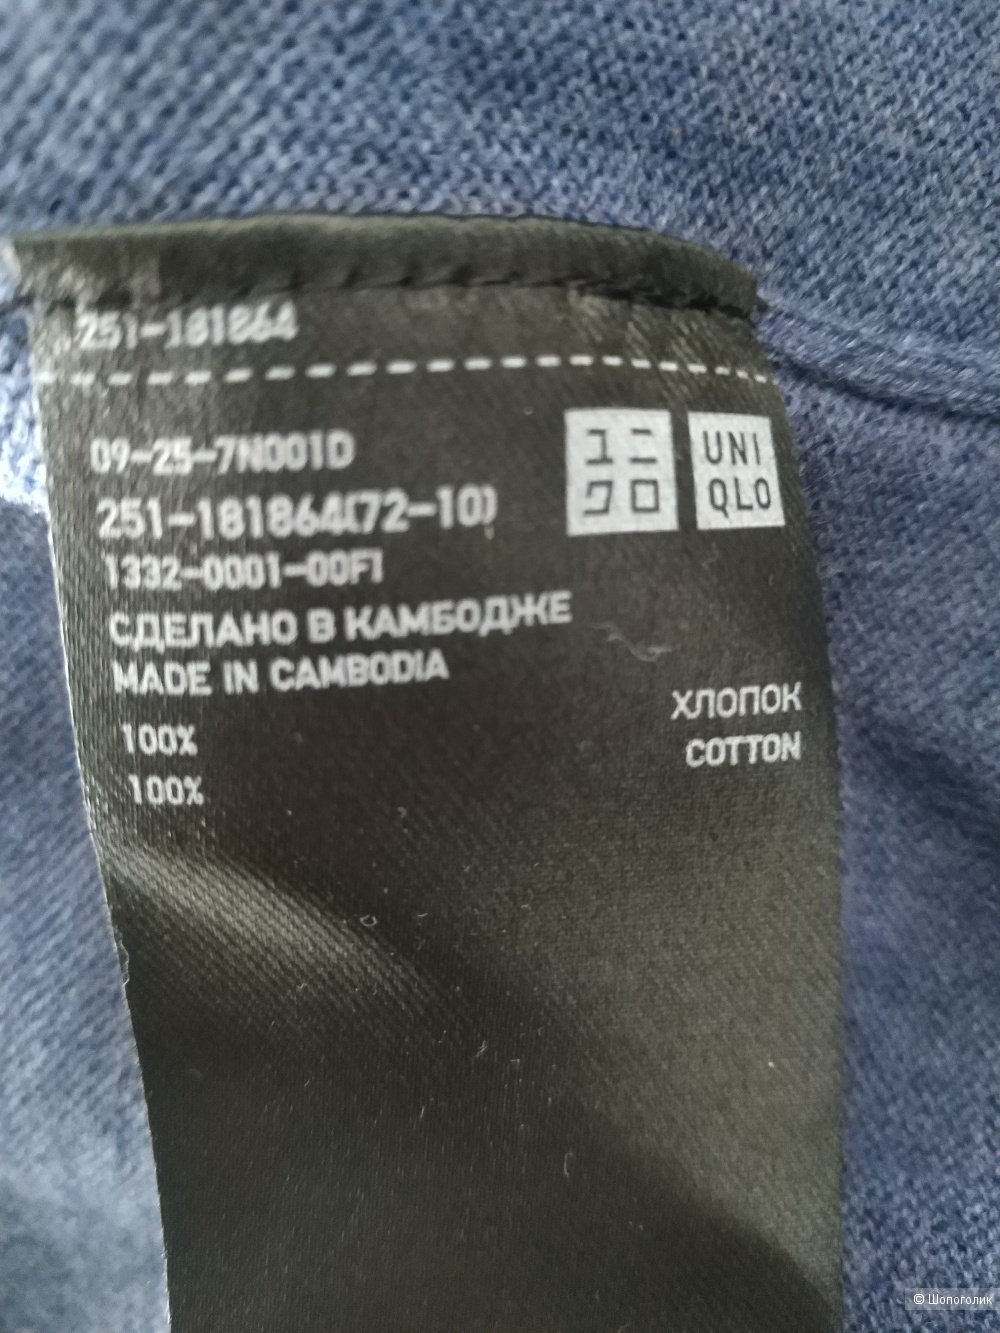 251-181864
09-25-7N001D
251-181864(72-10)
1332-0001-00FI
ユニ
クロ
UNI
QLO
СДЕЛАНО В КАМБОДЖЕ
MADE IN CAMBODIA
100% ХЛОПОК
100% COTTON
© Шопоголик